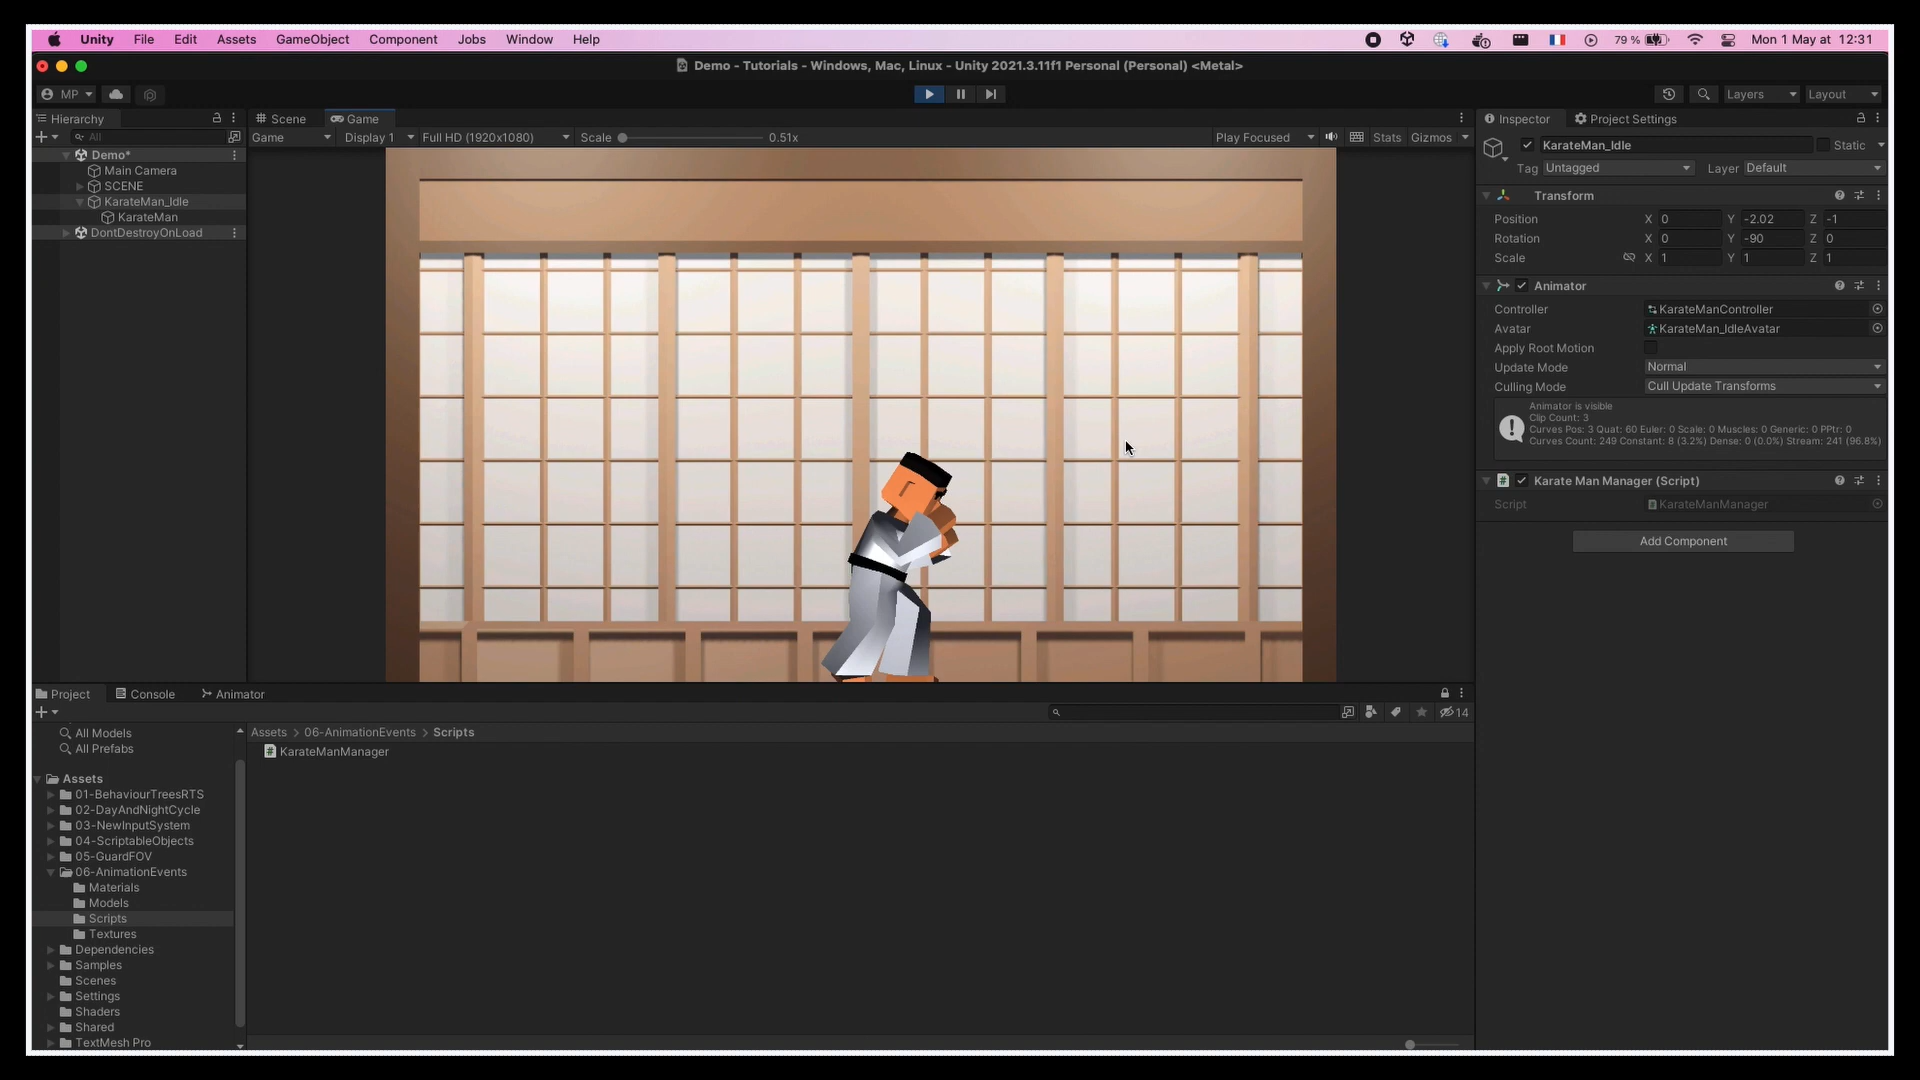 Unity File Edit Assets GameObject Component Jobs Window Help 79 % Mon 1 May at 12:31
Demo - Tutorials - Windows, Mac, Linux - Unity 2021.3.11f1 Personal (Personal) <Metal>
MP Layers Layout
Hierarchy
All
Demo*
Main Camera
SCENE
KarateMan_Idle
KarateMan
DontDestroyOnLoad
Scene Game
Game Display 1 Full HD (1920x1080) Scale 0.51x Play Focused Stats Gizmos
Inspector Project Settings
KarateMan_Idle Static
Tag Untagged Layer Default
Transform
Position X 0 Y -2.02 Z -1
Rotation X 0 Y -90 Z 0
Scale X 1 Y 1 Z 1
Animator
Controller KarateManController
Avatar KarateMan_IdleAvatar
Apply Root Motion
Update Mode Normal
Culling Mode Cull Update Transforms
Animator is visible
Clip Count: 3
Curves Pos: 3 Quat: 60 Euler: 0 Scale: 0 Muscles: 0 Generic: 0 PPtr: 0
Curves Count: 249 Constant: 8 (3.2%) Dense: 0 (0.0%) Stream: 241 (96.8%)
Karate Man Manager (Script)
Script KarateManManager
Add Component
Project Console Animator
14
All Models
All Prefabs
Assets
01-BehaviourTreesRTS
02-DayAndNightCycle
03-NewInputSystem
04-ScriptableObjects
05-GuardFOV
06-AnimationEvents
Materials
Models
Scripts
Textures
Dependencies
Samples
Scenes
Settings
Shaders
Shared
TextMesh Pro
Assets > 06-AnimationEvents > Scripts
KarateManManager